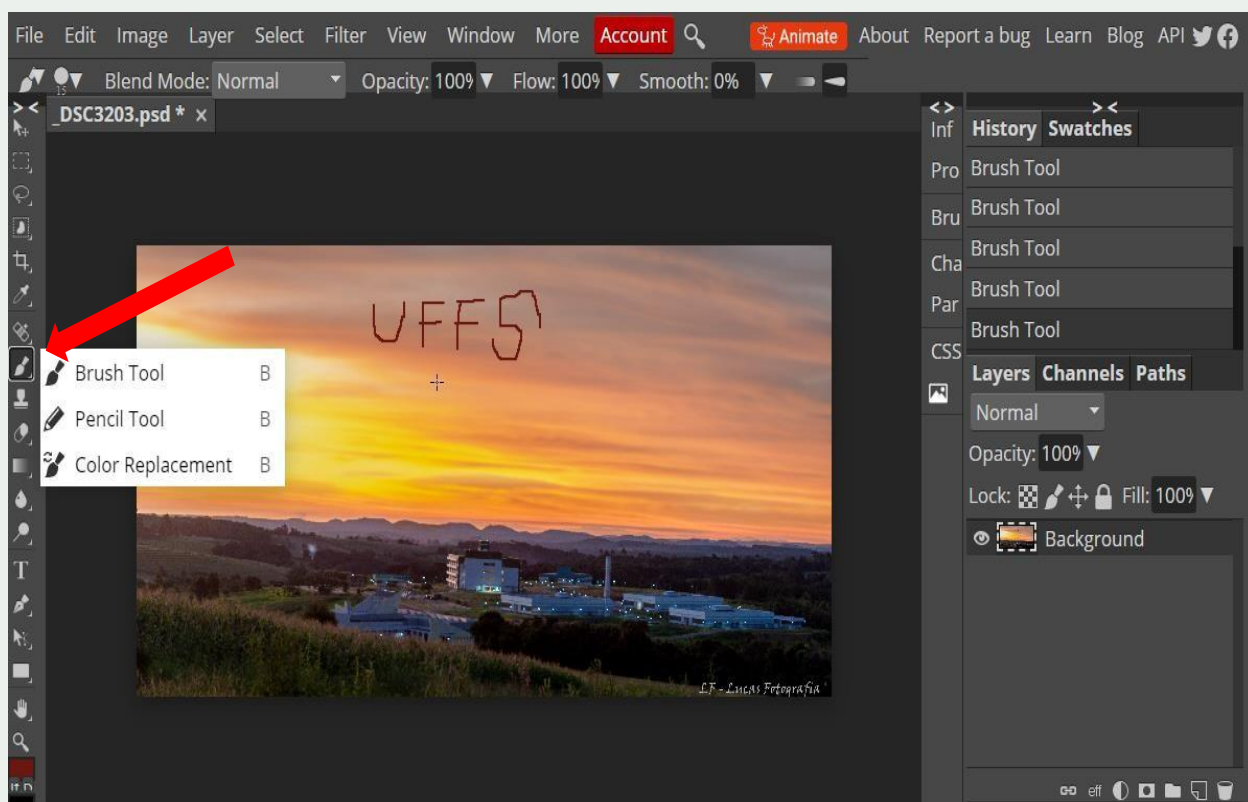 File Edit Image Layer Select Filter View Window More Account Animate About Report a bug Learn Blog API
15 Blend Mode: Normal Opacity: 100% Flow: 100% Smooth: 0%
_DSC3203.psd * ×
Inf
Pro
Bru
Cha
Par
CSS
History Swatches
Brush Tool
Brush Tool
Brush Tool
Brush Tool
Brush Tool
UFFS
Brush Tool B
Pencil Tool B
Color Replacement B
T
Layers Channels Paths
Normal
Opacity: 100%
Lock: Fill: 100%
Background
LF - Lucas Fotografia
D
eff